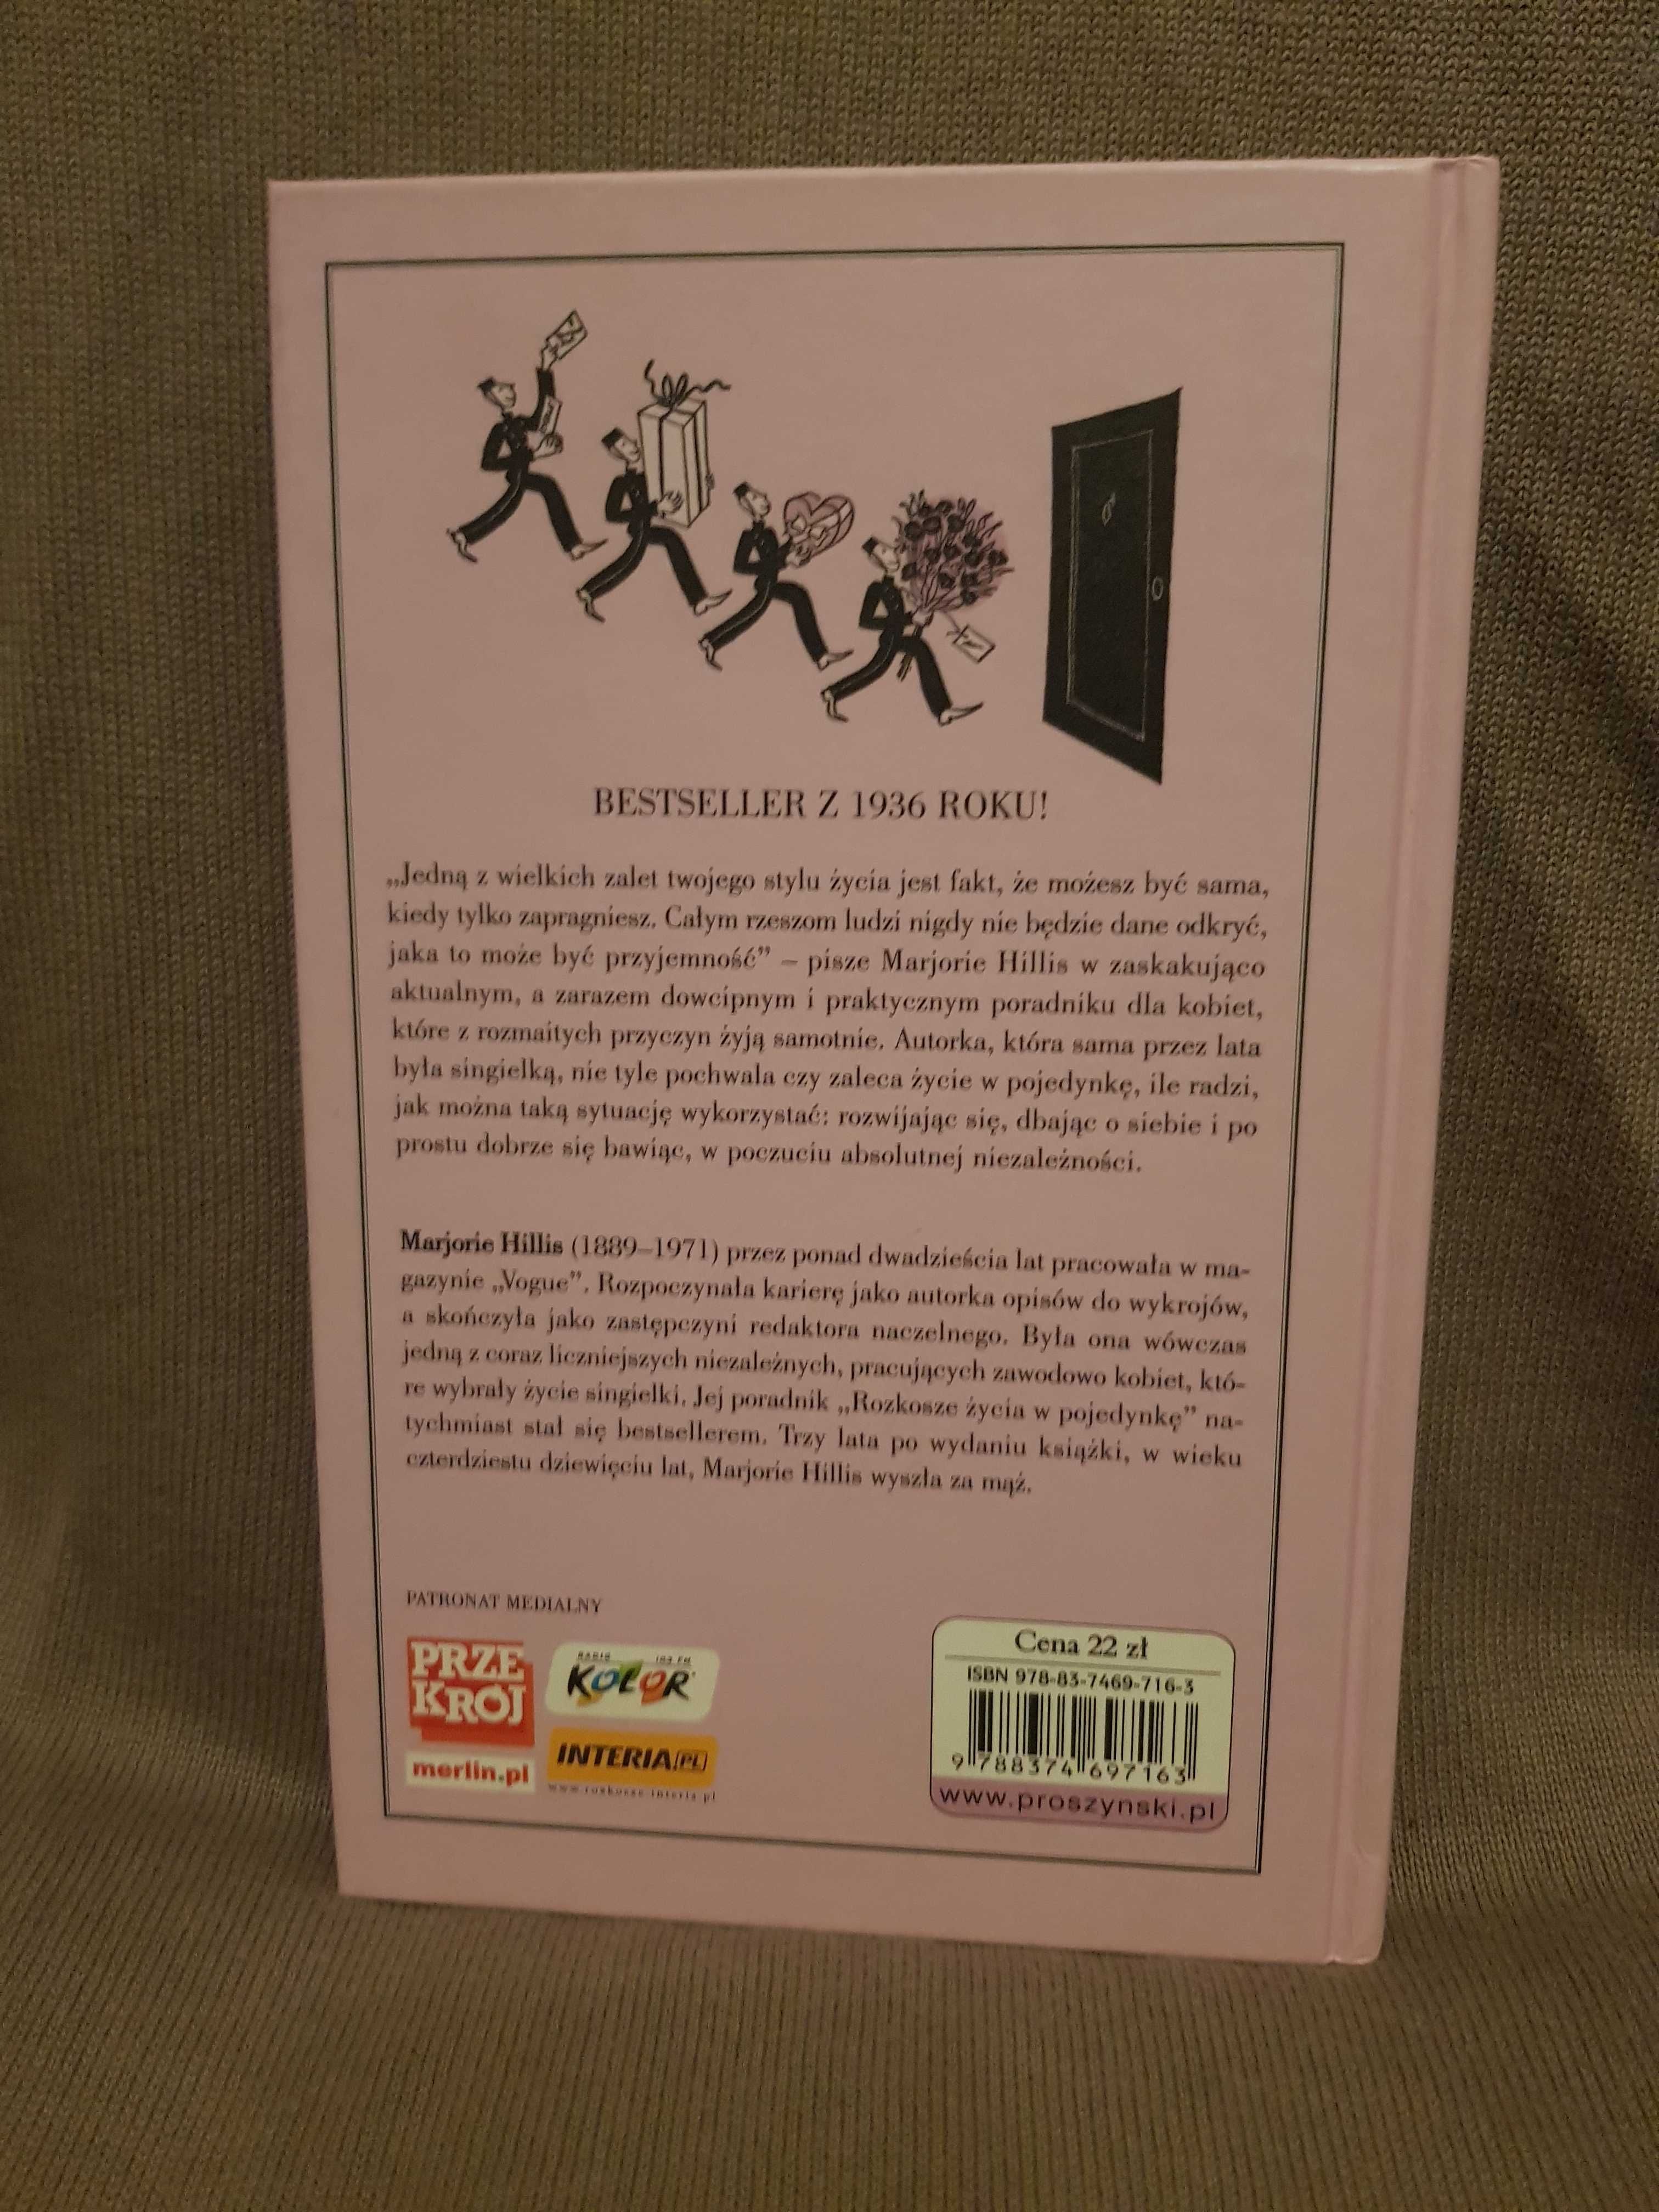 BESTSELLER Z 1936 ROKU!
„Jedną z wielkich zalet twojego stylu życia jest fakt, że możesz być sama,
kiedy tylko zapragniesz. Całym rzeszom ludzi nigdy nie będzie dane odkryć,
jaka to może być przyjemność” – pisze Marjorie Hillis w zaskakująco
aktualnym, a zarazem dowcipnym i praktycznym poradniku dla kobiet,
które z rozmaitych przyczyn żyją samotnie. Autorka, która sama przez lata
była singielką, nie tyle pochwala czy zaleca życie w pojedynkę, ile radzi,
jak można taką sytuację wykorzystać: rozwijając się, dbając o siebie i po
prostu dobrze się bawiąc, w poczuciu absolutnej niezależności.
Marjorie Hillis (1889–1971) przez ponad dwadzieścia lat pracowała w ma-
gazynie „Vogue”. Rozpoczynała karierę jako autorka opisów do wykrojów,
a skończyła jako zastępczyni redaktora naczelnego. Była ona wówczas
jedną z coraz liczniejszych niezależnych, pracujących zawodowo kobiet, któ-
re wybrały życie singielki. Jej poradnik „Rozkosze życia w pojedynkę” na-
tychmiast stał się bestsellerem. Trzy lata po wydaniu książki, w wieku
czterdziestu dziewięciu lat, Marjorie Hillis wyszła za mąż.
PATRONAT MEDIALNY
PRZE
KRÓJ
RADIO 103 FM
KOLOR
merlin.pl
INTERIA.PL
www.rozkosze.interia.pl
Cena 22 zł
ISBN 978-83-7469-716-3
9 788374 697163
www.proszynski.pl